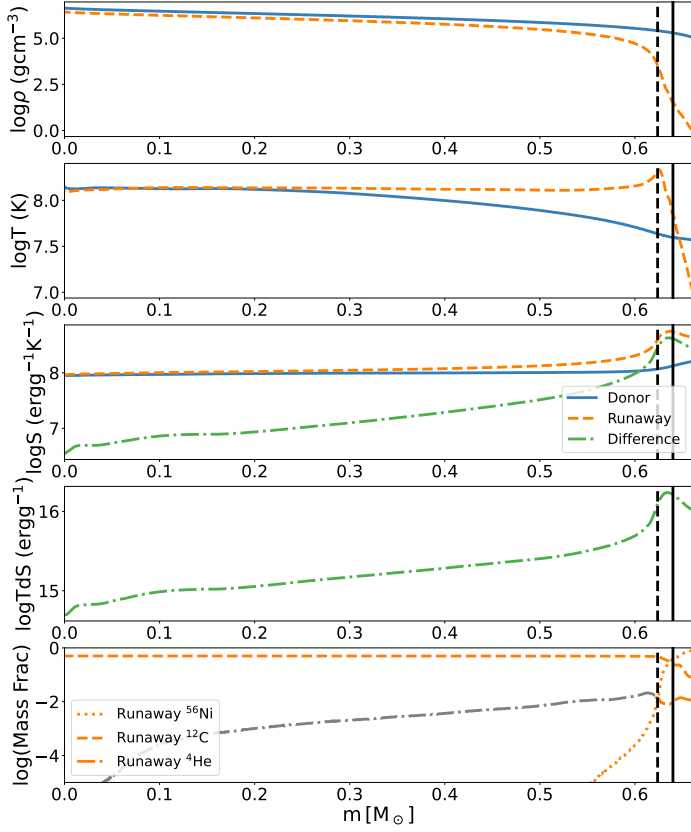 logρ (gcm⁻³)
5.0
2.5
0.0
0.0 0.1 0.2 0.3 0.4 0.5 0.6
logT (K)
8.0
7.5
7.0
0.0 0.1 0.2 0.3 0.4 0.5 0.6
logS (ergg⁻¹K⁻¹)
8
7
Donor
Runaway
Difference
0.0 0.1 0.2 0.3 0.4 0.5 0.6
logTdS (ergg⁻¹)
16
15
0.0 0.1 0.2 0.3 0.4 0.5 0.6
log(Mass Frac)
0
−2
−4
Runaway ⁵⁶Ni
Runaway ¹²C
Runaway ⁴He
0.0 0.1 0.2 0.3 0.4 0.5 0.6
m [M☉]